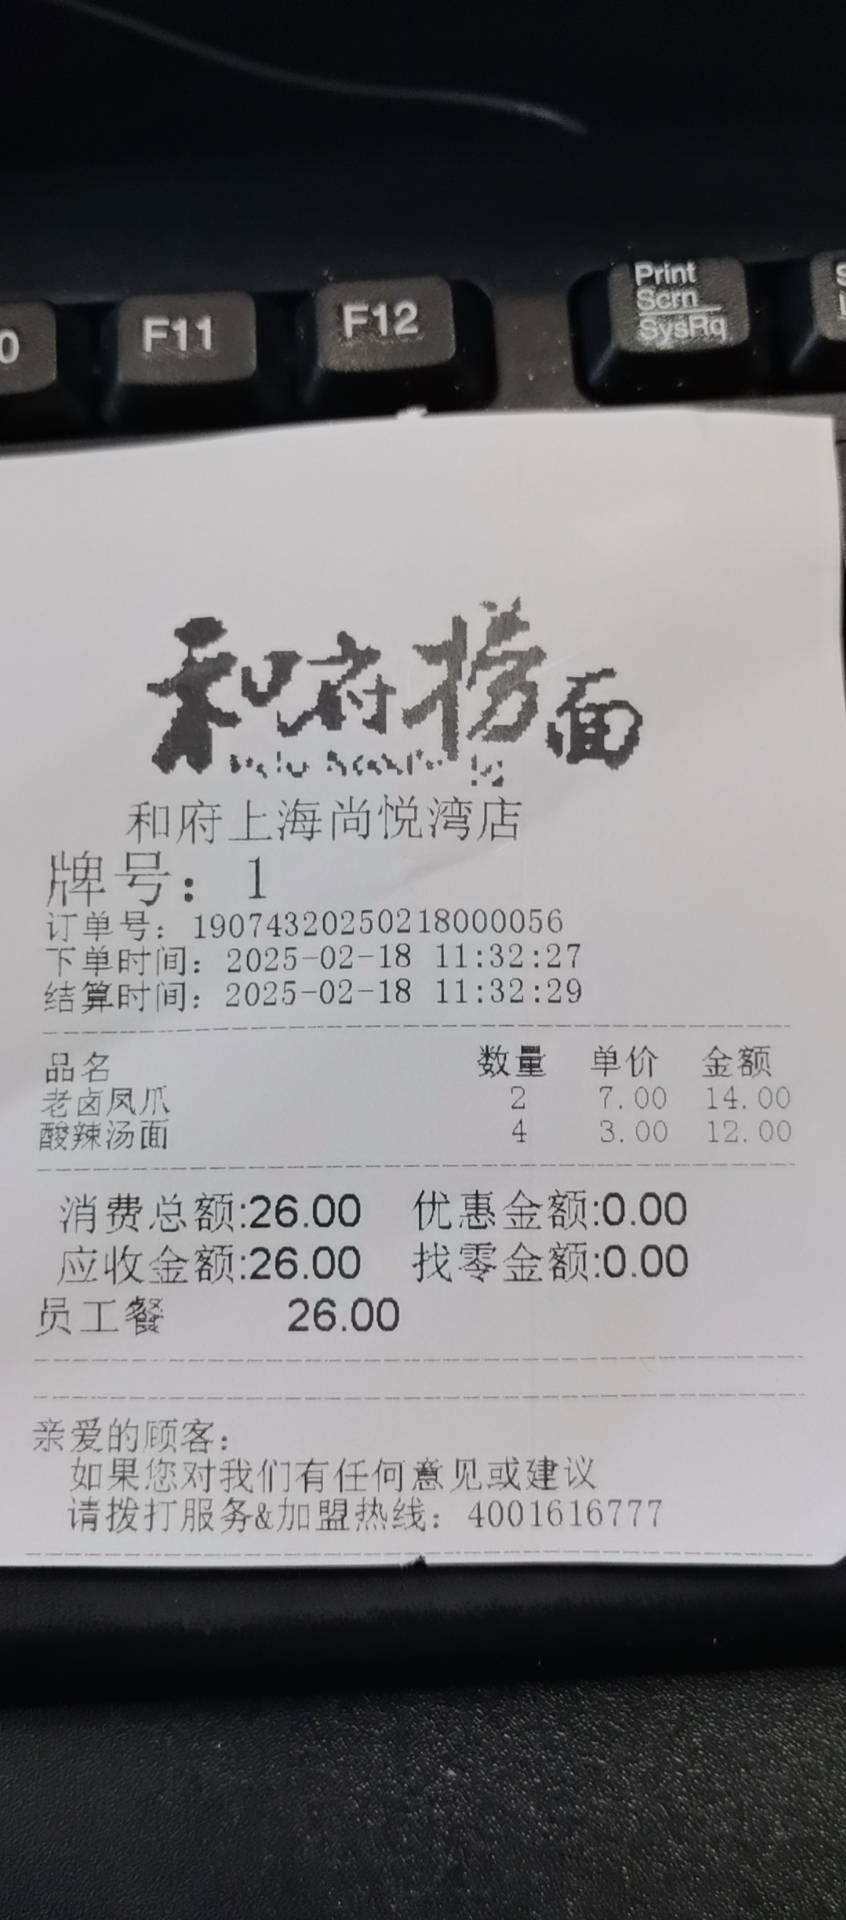 F11
F12
Print
Scrn
SysRq
和府捞面
和府上海尚悦湾店
牌号：1
订单号：19074320250218000056
下单时间：2025-02-18 11:32:27
结算时间：2025-02-18 11:32:29
品名 数量 单价 金额
老卤凤爪 2 7.00 14.00
酸辣汤面 4 3.00 12.00
消费总额:26.00 优惠金额:0.00
应收金额:26.00 找零金额:0.00
员工餐 26.00
亲爱的顾客：
如果您对我们有任何意见或建议
请拨打服务&加盟热线：4001616777